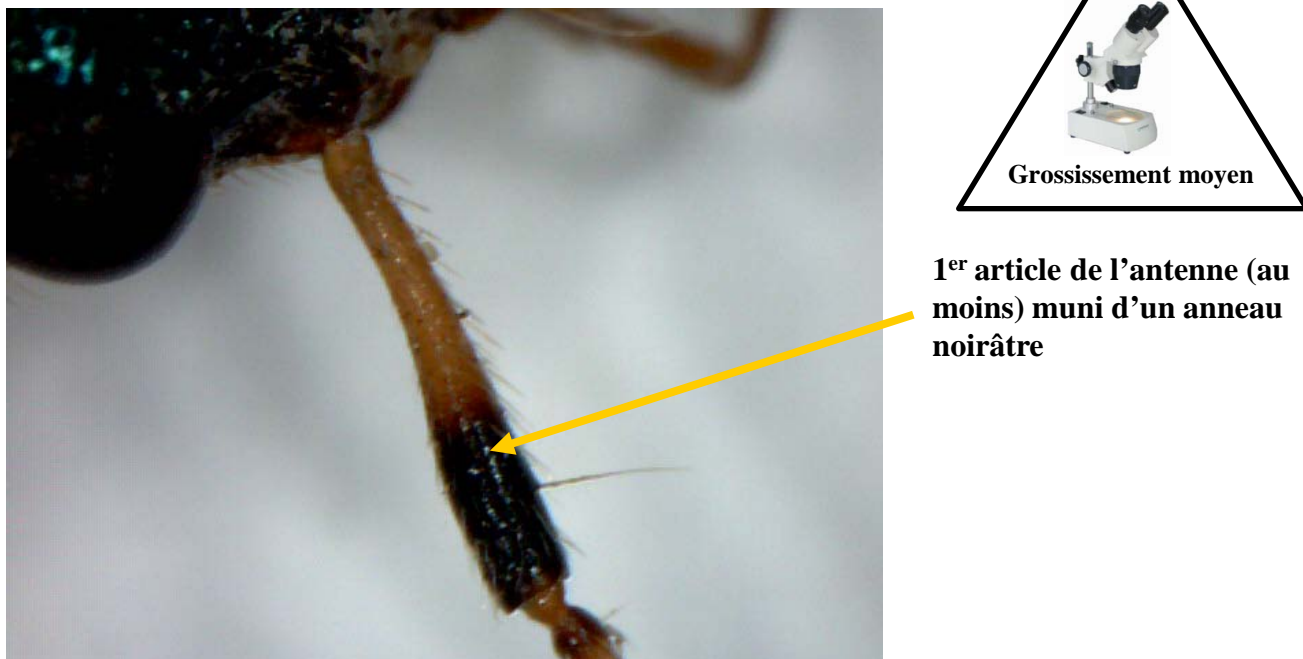 Grossissement moyen
1er article de l’antenne (au
moins) muni d’un anneau
noirâtre